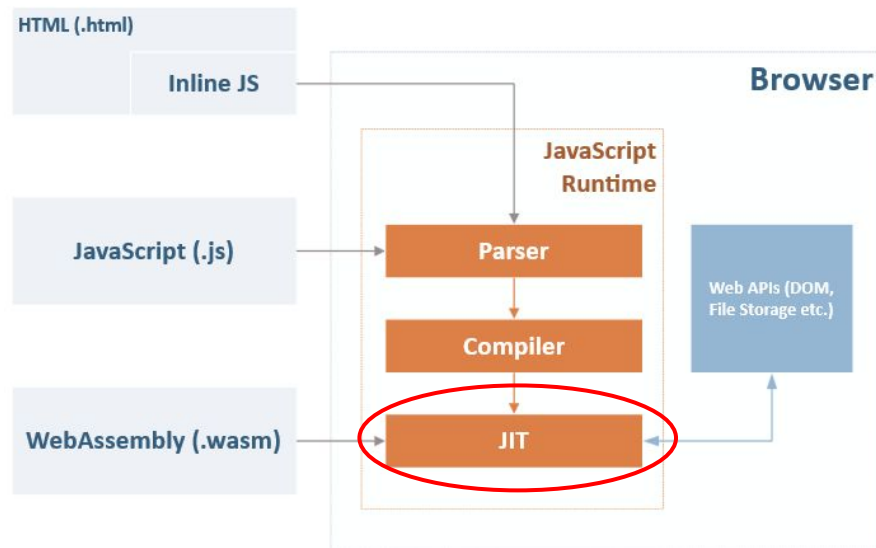 HTML (.html)
Inline JS
Browser
JavaScript
Runtime
JavaScript (.js)
Parser
Web APIs (DOM,
File Storage etc.)
Compiler
WebAssembly (.wasm)
JIT